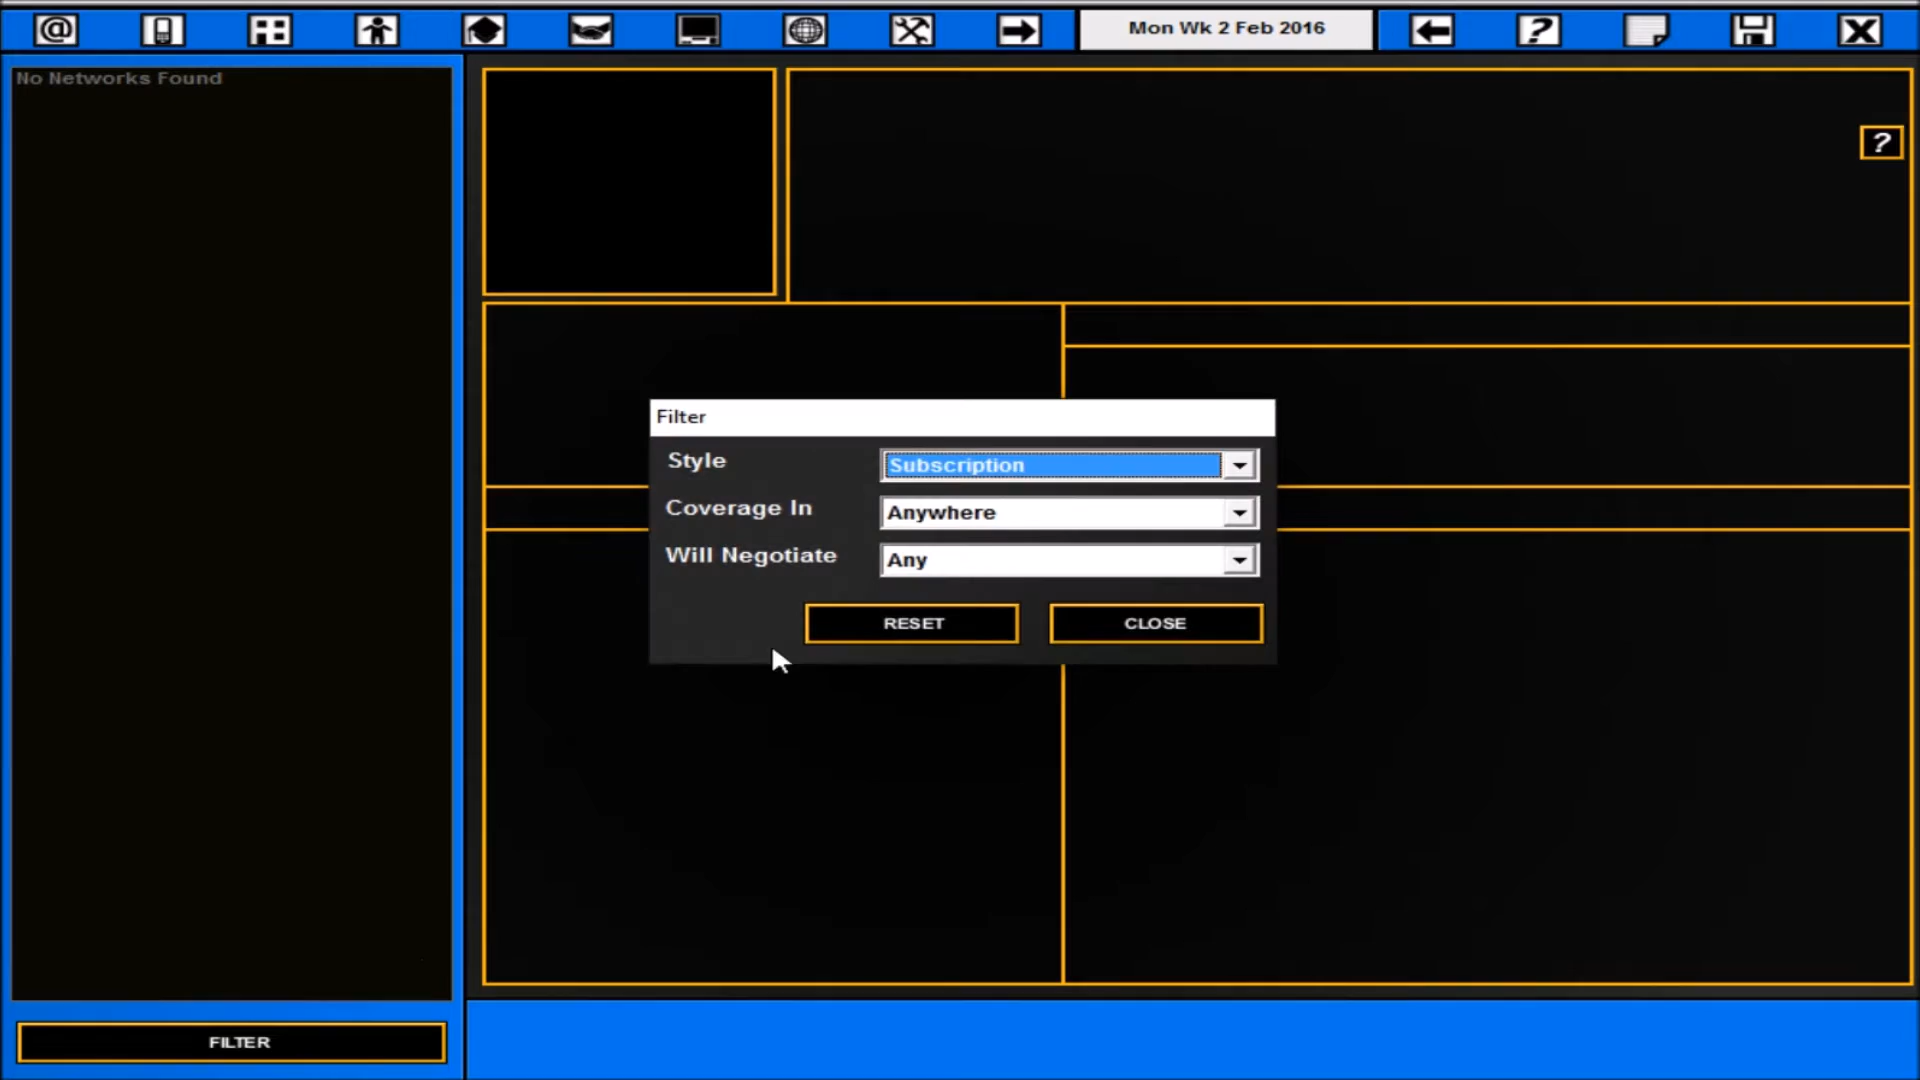 @
Mon Wk 2 Feb 2016
?
X
No Networks Found
?
Filter
Style
Subscription
Coverage In
Anywhere
Will Negotiate
Any
RESET
CLOSE
FILTER